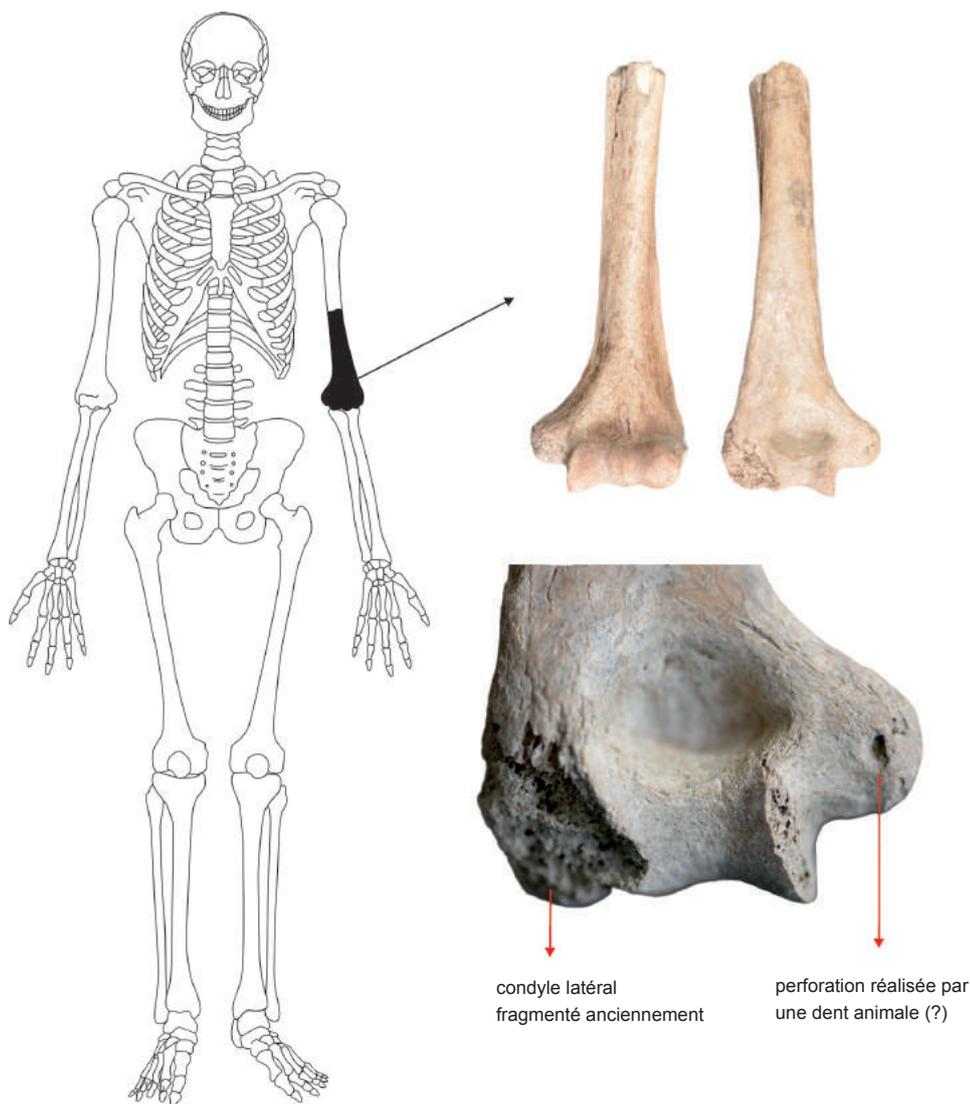 condyle latéral
fragmenté anciennement
perforation réalisée par
une dent animale (?)